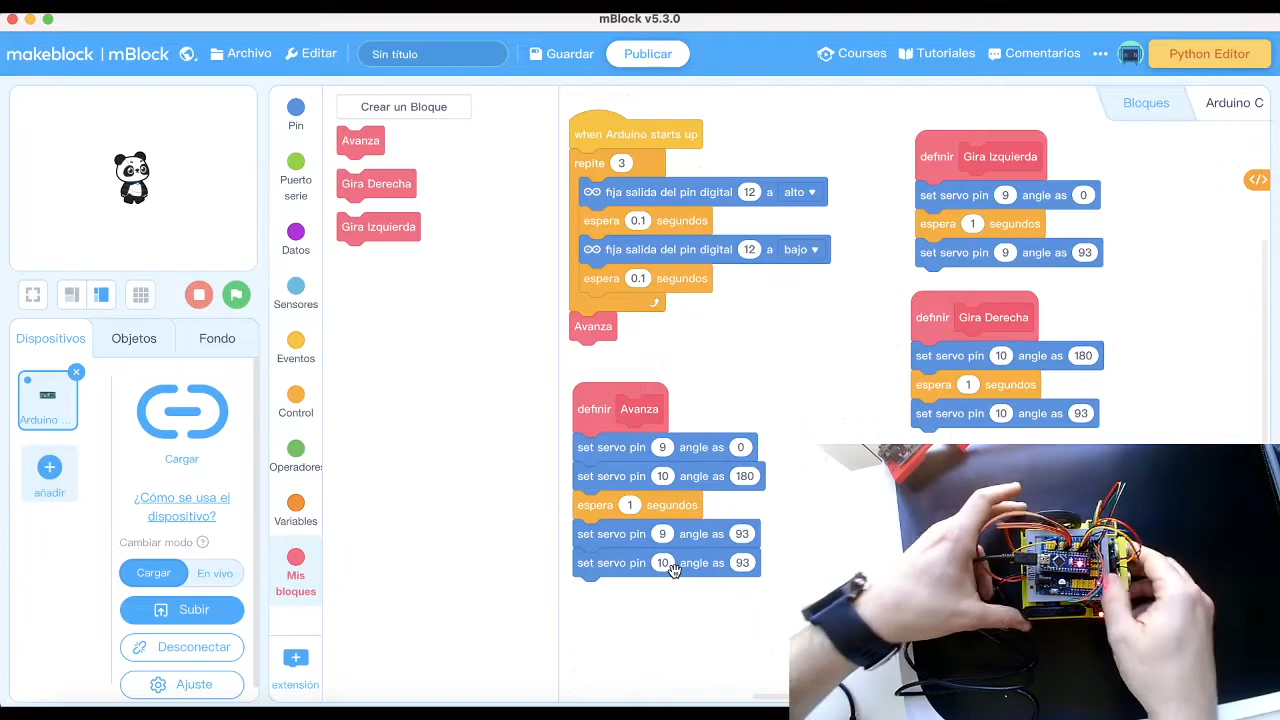 mBlock v5.3.0
makeblock | mBlock
Archivo
Editar
Sin título
Guardar
Publicar
Courses
Tutoriales
Comentarios
Python Editor
Dispositivos
Objetos
Fondo
Arduino ...
añadir
Cargar
¿Cómo se usa el
dispositivo?
Cambiar modo ?
Cargar
En vivo
Subir
Desconectar
Ajuste
Pin
Puerto
serie
Datos
Sensores
Eventos
Control
Operadores
Variables
Mis
bloques
extensión
Crear un Bloque
Avanza
Gira Derecha
Gira Izquierda
Bloques
Arduino C
when Arduino starts up
repite 3
fija salida del pin digital 12 a alto
espera 0.1 segundos
fija salida del pin digital 12 a bajo
espera 0.1 segundos
Avanza
definir Avanza
set servo pin 9 angle as 0
set servo pin 10 angle as 180
espera 1 segundos
set servo pin 9 angle as 93
set servo pin 10 angle as 93
definir Gira Izquierda
set servo pin 9 angle as 0
espera 1 segundos
set servo pin 9 angle as 93
definir Gira Derecha
set servo pin 10 angle as 180
espera 1 segundos
set servo pin 10 angle as 93